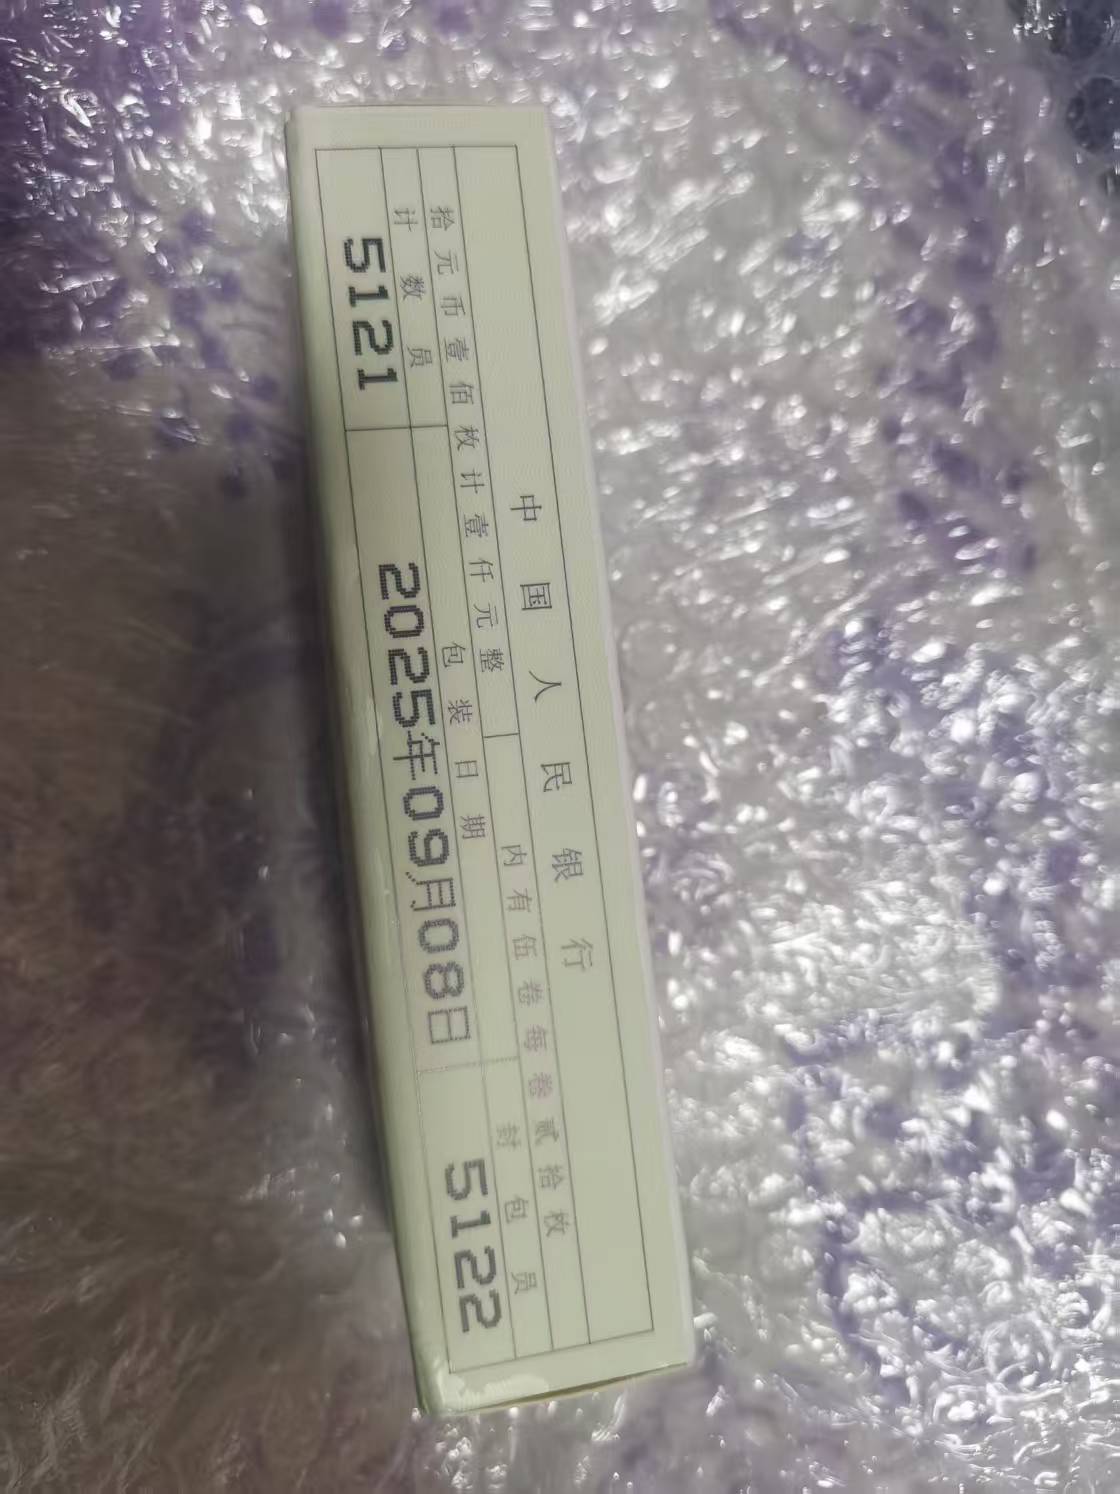 中国人民银行
拾元币壹佰枚计壹仟元整 内有伍卷每卷贰拾枚
计数员 包装日期 封包员
5121 2025年09月08日 5122